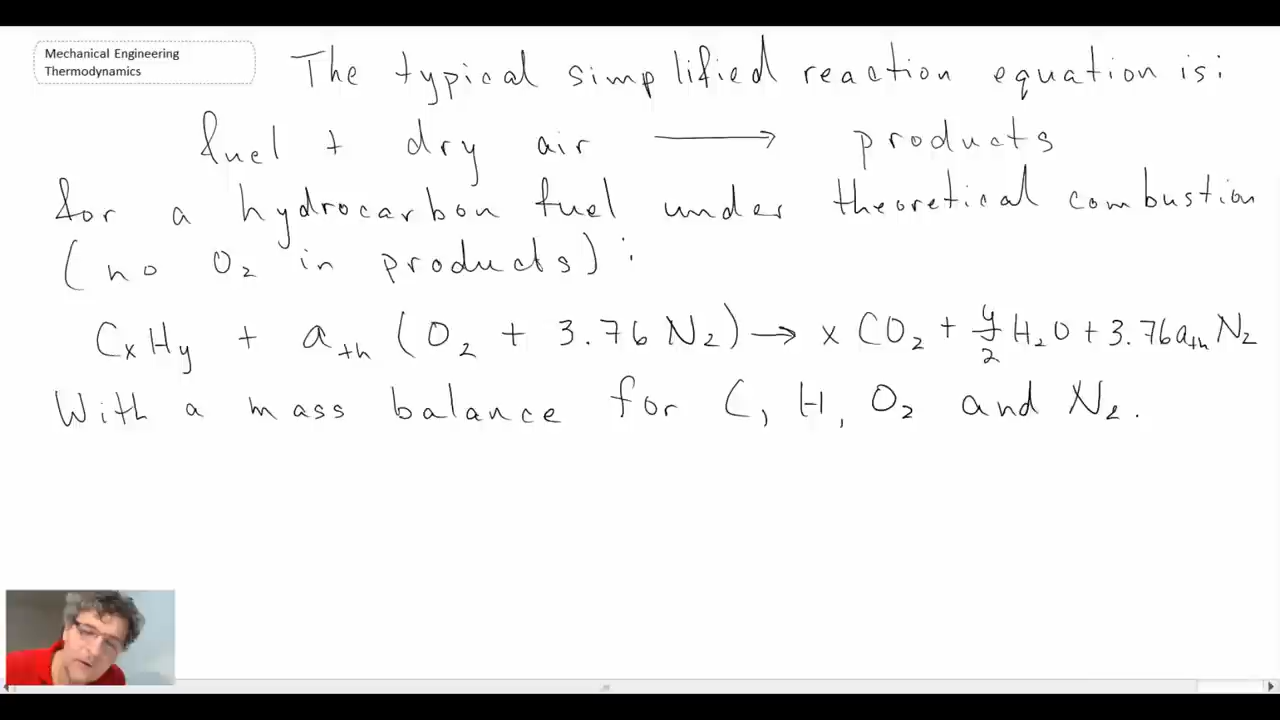 Mechanical Engineering
Thermodynamics
The typical simplified reaction equation is:
fuel + dry air → products
for a hydrocarbon fuel under theoretical combustion
(no O₂ in products):
CxHy + aₜₕ (O₂ + 3.76 N₂) → x CO₂ + y/2 H₂O + 3.76aₜₕ N₂
With a mass balance for C, H, O₂ and N₂.